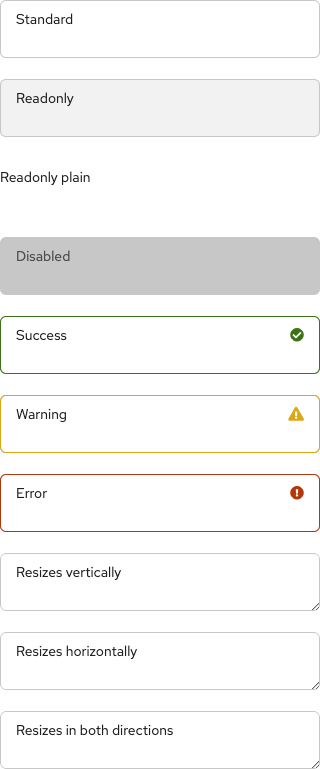 Standard
Readonly
Readonly plain
Disabled
Success
Warning
Error
Resizes vertically
Resizes horizontally
Resizes in both directions